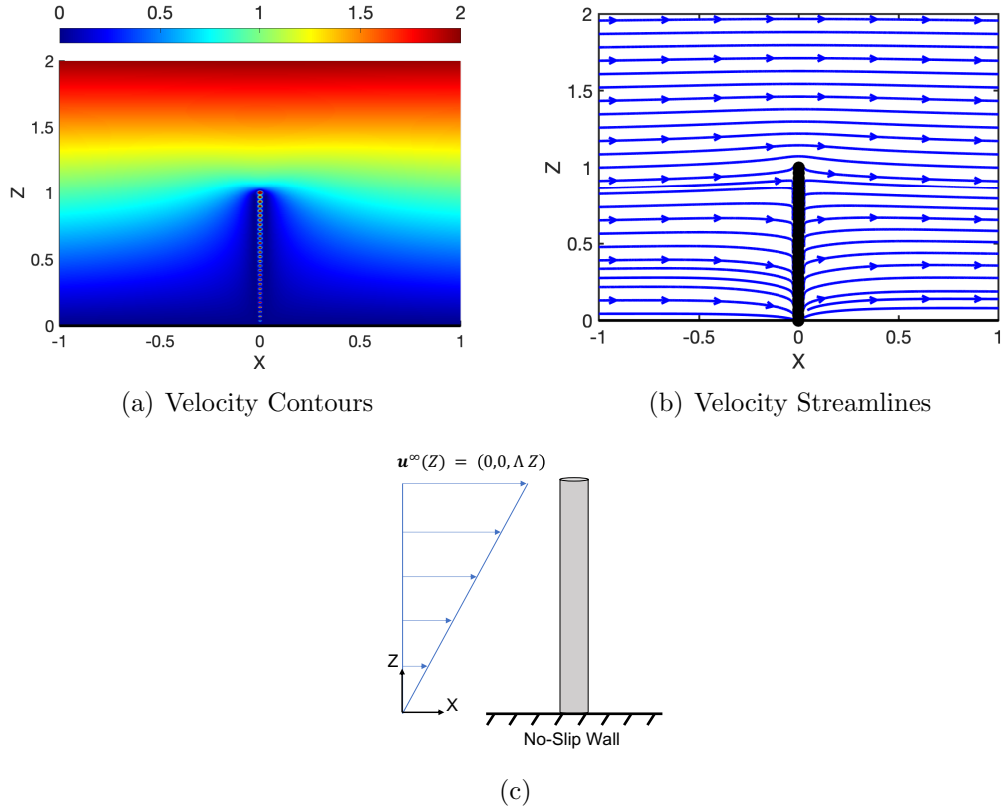 0 0.5 1 1.5 2
2
1.5
Z
1
0.5
0
-1 -0.5 0 0.5 1
X
(a) Velocity Contours
2
1.5
Z
1
0.5
0
-1 -0.5 0 0.5 1
X
(b) Velocity Streamlines
u∞(Z) = (0,0,Λ Z)
Z
X
No-Slip Wall
(c)